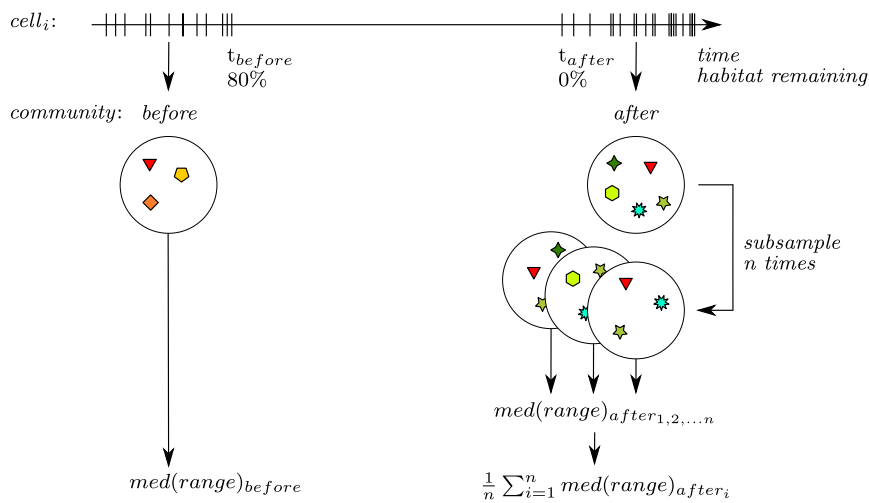 cell_i:
t_before
80%
t_after
0%
time
habitat remaining
community: before after
subsample
n times
med(range)_after_1,2,...n
med(range)_before
1/n ∑_{i=1}^{n} med(range)_after_i